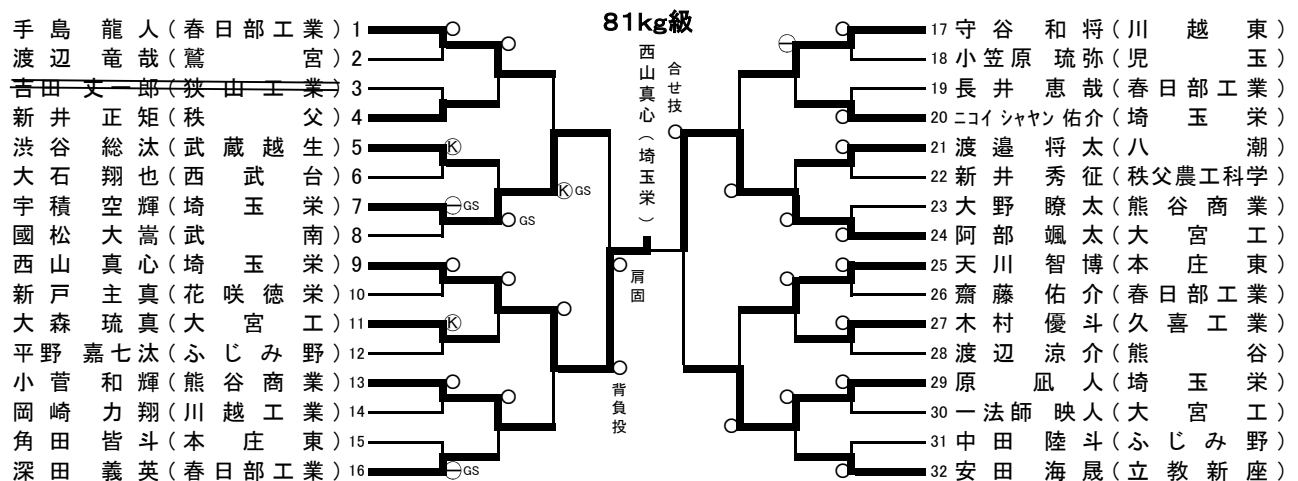 81kg級
手島 龍人(春日部工業) 1
渡辺 竜哉(鷲宮) 2
吉田 丈一郎(狭山工業) 3
新井 正矩(秩父) 4
渋谷 総汰(武蔵越生) 5
大石 翔也(西武台) 6
宇積 空輝(埼玉栄) 7
國松 大嵩(武南) 8
西山 真心(埼玉栄) 9
新戸 主真(花咲徳栄) 10
大森 琉真(大宮工) 11
平野 嘉七汰(ふじみ野) 12
小菅 和輝(熊谷商業) 13
岡崎 力翔(川越工業) 14
角田 皆斗(本庄東) 15
深田 義英(春日部工業) 16
K
GS
GS
K
GS
K
GS
西山真心(埼玉栄)
合せ技
肩固
背負投
17 守谷 和将(川越東)
18 小笠原 琉弥(児玉)
19 長井 恵哉(春日部工業)
20 ニコイ シャヤン 佑介(埼玉栄)
21 渡邉 将太(八潮)
22 新井 秀征(秩父農工科学)
23 大野 瞭太(熊谷商業)
24 阿部 颯太(大宮工)
25 天川 智博(本庄東)
26 齋藤 佑介(春日部工業)
27 木村 優斗(久喜工業)
28 渡辺 涼介(熊谷)
29 原 凪人(埼玉栄)
30 一法師 映人(大宮工)
31 中田 陸斗(ふじみ野)
32 安田 海晟(立教新座)